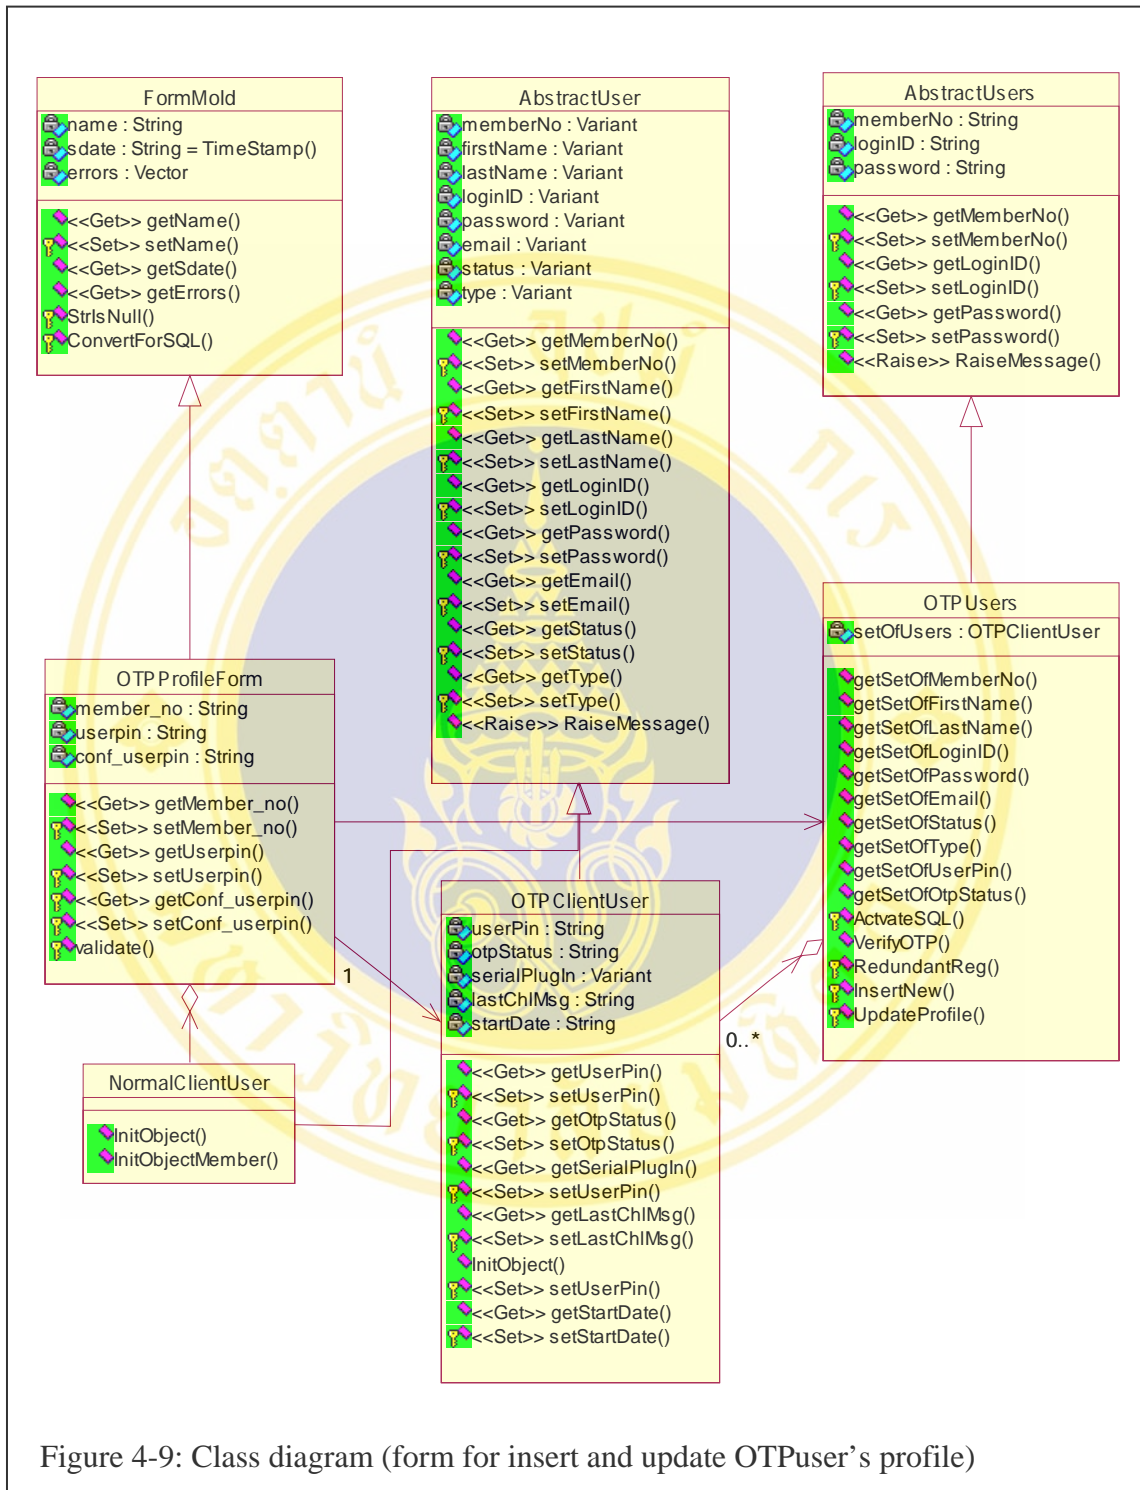 FormMold
name : String
sdate : String = TimeStamp()
errors : Vector
<<Get>> getName()
<<Set>> setName()
<<Get>> getSdate()
<<Get>> getErrors()
StrIsNull()
ConvertForSQL()
AbstractUser
memberNo : Variant
firstName : Variant
lastName : Variant
loginID : Variant
password : Variant
email : Variant
status : Variant
type : Variant
<<Get>> getMemberNo()
<<Set>> setMemberNo()
<<Get>> getFirstName()
<<Set>> setFirstName()
<<Get>> getLastName()
<<Set>> setLastName()
<<Get>> getLoginID()
<<Set>> setLoginID()
<<Get>> getPassword()
<<Set>> setPassword()
<<Get>> getEmail()
<<Set>> setEmail()
<<Get>> getStatus()
<<Set>> setStatus()
<<Get>> getType()
<<Set>> setType()
<<Raise>> RaiseMessage()
AbstractUsers
memberNo : String
loginID : String
password : String
<<Get>> getMemberNo()
<<Set>> setMemberNo()
<<Get>> getLoginID()
<<Set>> setLoginID()
<<Get>> getPassword()
<<Set>> setPassword()
<<Raise>> RaiseMessage()
OTPProfileForm
member_no : String
userpin : String
conf_userpin : String
<<Get>> getMember_no()
<<Set>> setMember_no()
<<Get>> getUserpin()
<<Set>> setUserpin()
<<Get>> getConf_userpin()
<<Set>> setConf_userpin()
validate()
1
OTPUsers
setOfUsers : OTPClientUser
getSetOfMemberNo()
getSetOfFirstName()
getSetOfLastName()
getSetOfLoginID()
getSetOfPassword()
getSetOfEmail()
getSetOfStatus()
getSetOfType()
getSetOfUserPin()
getSetOfOtpStatus()
ActvateSQL()
VerifyOTP()
RedundantReg()
InsertNew()
UpdateProfile()
0..*
OTPClientUser
userPin : String
otpStatus : String
serialPlugIn : Variant
lastChlMsg : String
startDate : String
<<Get>> getUserPin()
<<Set>> setUserPin()
<<Get>> getOtpStatus()
<<Set>> setOtpStatus()
<<Get>> getSerialPlugIn()
<<Set>> setUserPin()
<<Get>> getLastChlMsg()
<<Set>> setLastChlMsg()
InitObject()
<<Set>> setUserPin()
<<Get>> getStartDate()
<<Set>> setStartDate()
NormalClientUser
InitObject()
InitObjectMember()
Figure 4-9: Class diagram (form for insert and update OTPuser’s profile)